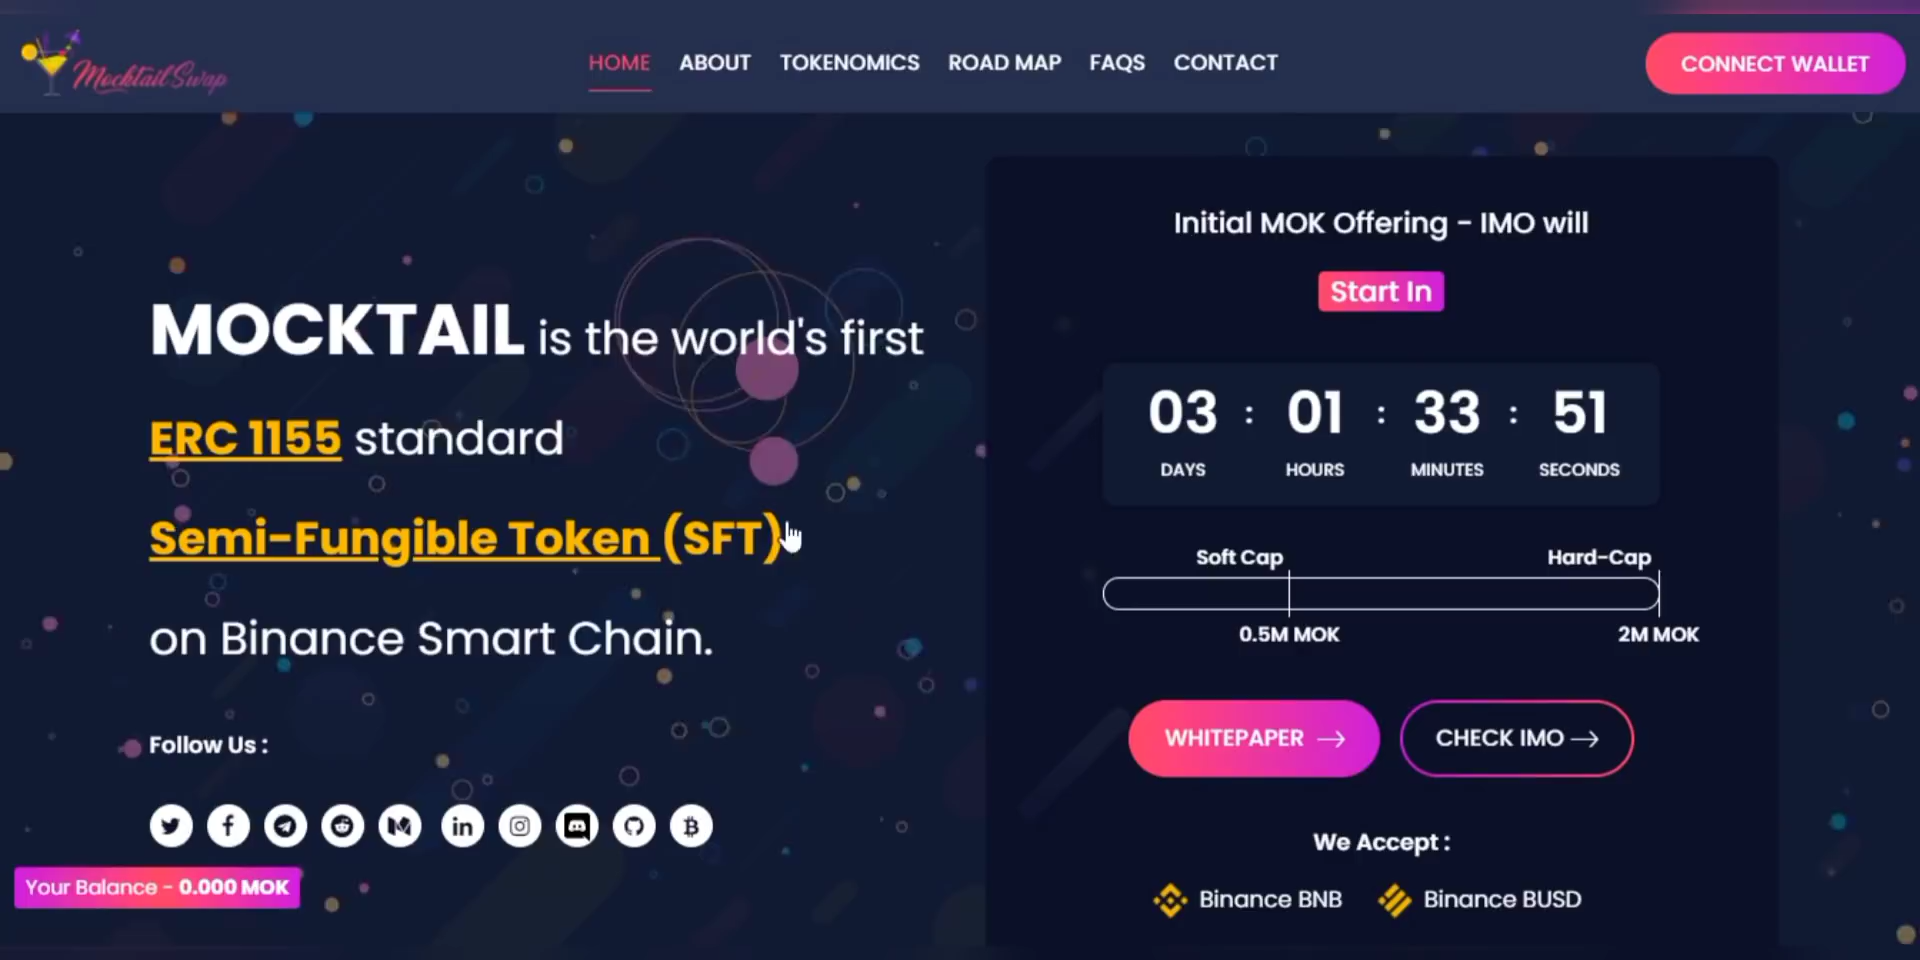 MocktailSwap
HOME ABOUT TOKENOMICS ROAD MAP FAQS CONTACT
CONNECT WALLET
MOCKTAIL is the world's first
ERC 1155 standard
Semi-Fungible Token (SFT)
on Binance Smart Chain.
Follow Us :
Your Balance - 0.000 MOK
Initial MOK Offering - IMO will
Start In
03 : 01 : 33 : 51
DAYS HOURS MINUTES SECONDS
Soft Cap Hard-Cap
0.5M MOK 2M MOK
WHITEPAPER → CHECK IMO →
We Accept :
Binance BNB Binance BUSD